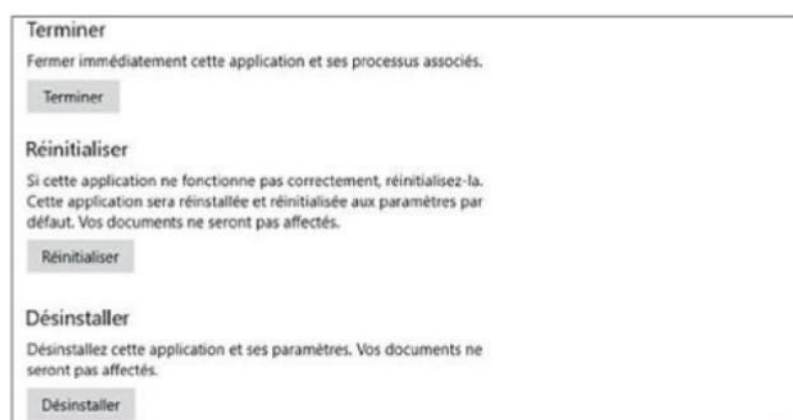 Terminer
Fermer immédiatement cette application et ses processus associés.
Terminer
Réinitialiser
Si cette application ne fonctionne pas correctement, réinitialisez-la.
Cette application sera réinstallée et réinitialisée aux paramètres par
défaut. Vos documents ne seront pas affectés.
Réinitialiser
Désinstaller
Désinstallez cette application et ses paramètres. Vos documents ne
seront pas affectés.
Désinstaller